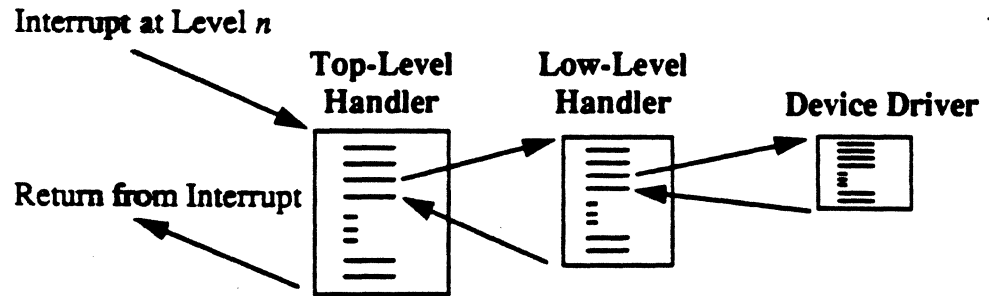 Interrupt at Level n
Top-Level
Handler
Low-Level
Handler
Device Driver
Return from Interrupt